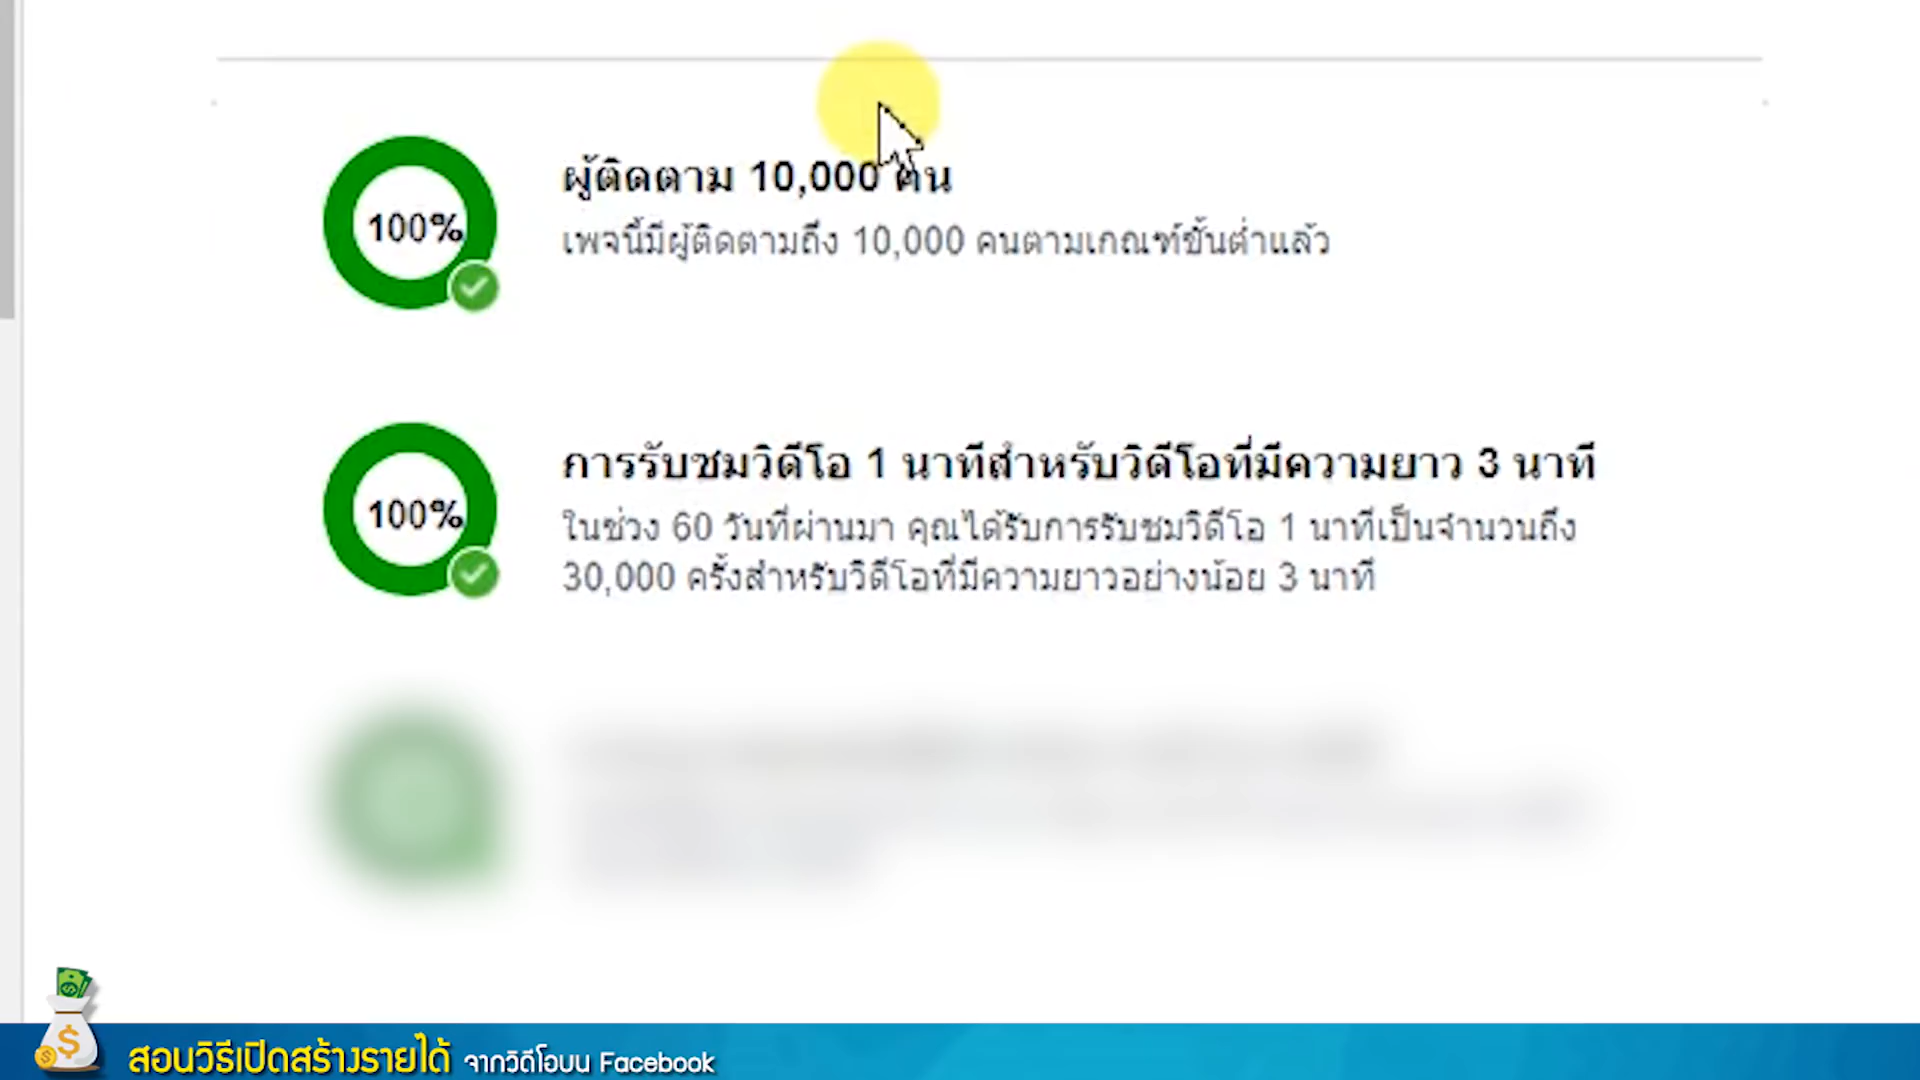 100%
ผู้ติดตาม 10,000 คน
เพจนี้มีผู้ติดตามถึง 10,000 คนตามเกณฑ์ขั้นต่ำแล้ว
100%
การรับชมวิดีโอ 1 นาทีสำหรับวิดีโอที่มีความยาว 3 นาที
ในช่วง 60 วันที่ผ่านมา คุณได้รับการรับชมวิดีโอ 1 นาทีเป็นจำนวนถึง
30,000 ครั้งสำหรับวิดีโอที่มีความยาวอย่างน้อย 3 นาที
สอนวิธีเปิดสร้างรายได้ จากวิดีโอบน Facebook